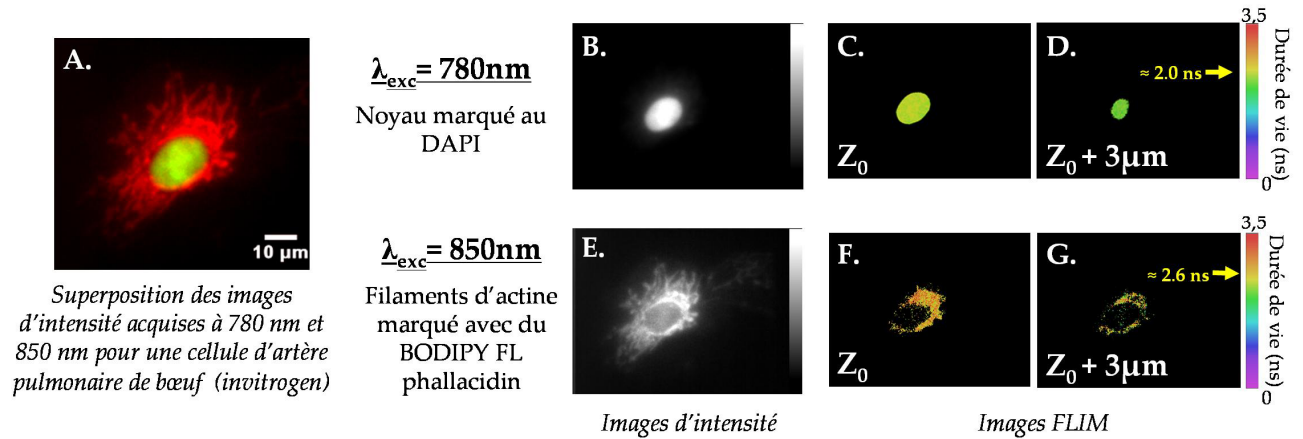 A.
10 µm
Superposition des images
d'intensité acquises à 780 nm et
850 nm pour une cellule d'artère
pulmonaire de bœuf (invitrogen)
λexc= 780nm
Noyau marqué au
DAPI
B.
C.
Z0
D.
≈ 2.0 ns
Z0 + 3µm
3,5
Durée de vie (ns)
0
λexc= 850nm
Filaments d'actine
marqué avec du
BODIPY FL
phallacidin
E.
F.
Z0
G.
≈ 2.6 ns
Z0 + 3µm
3,5
Durée de vie (ns)
0
Images d'intensité
Images FLIM